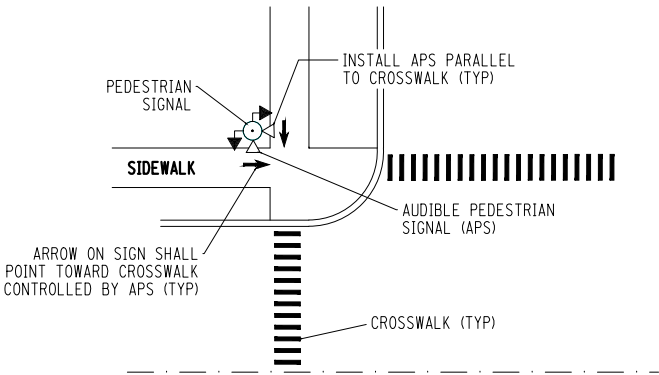 INSTALL APS PARALLEL
TO CROSSWALK (TYP)
PEDESTRIAN
SIGNAL
SIDEWALK
AUDIBLE PEDESTRIAN
SIGNAL (APS)
ARROW ON SIGN SHALL
POINT TOWARD CROSSWALK
CONTROLLED BY APS (TYP)
CROSSWALK (TYP)